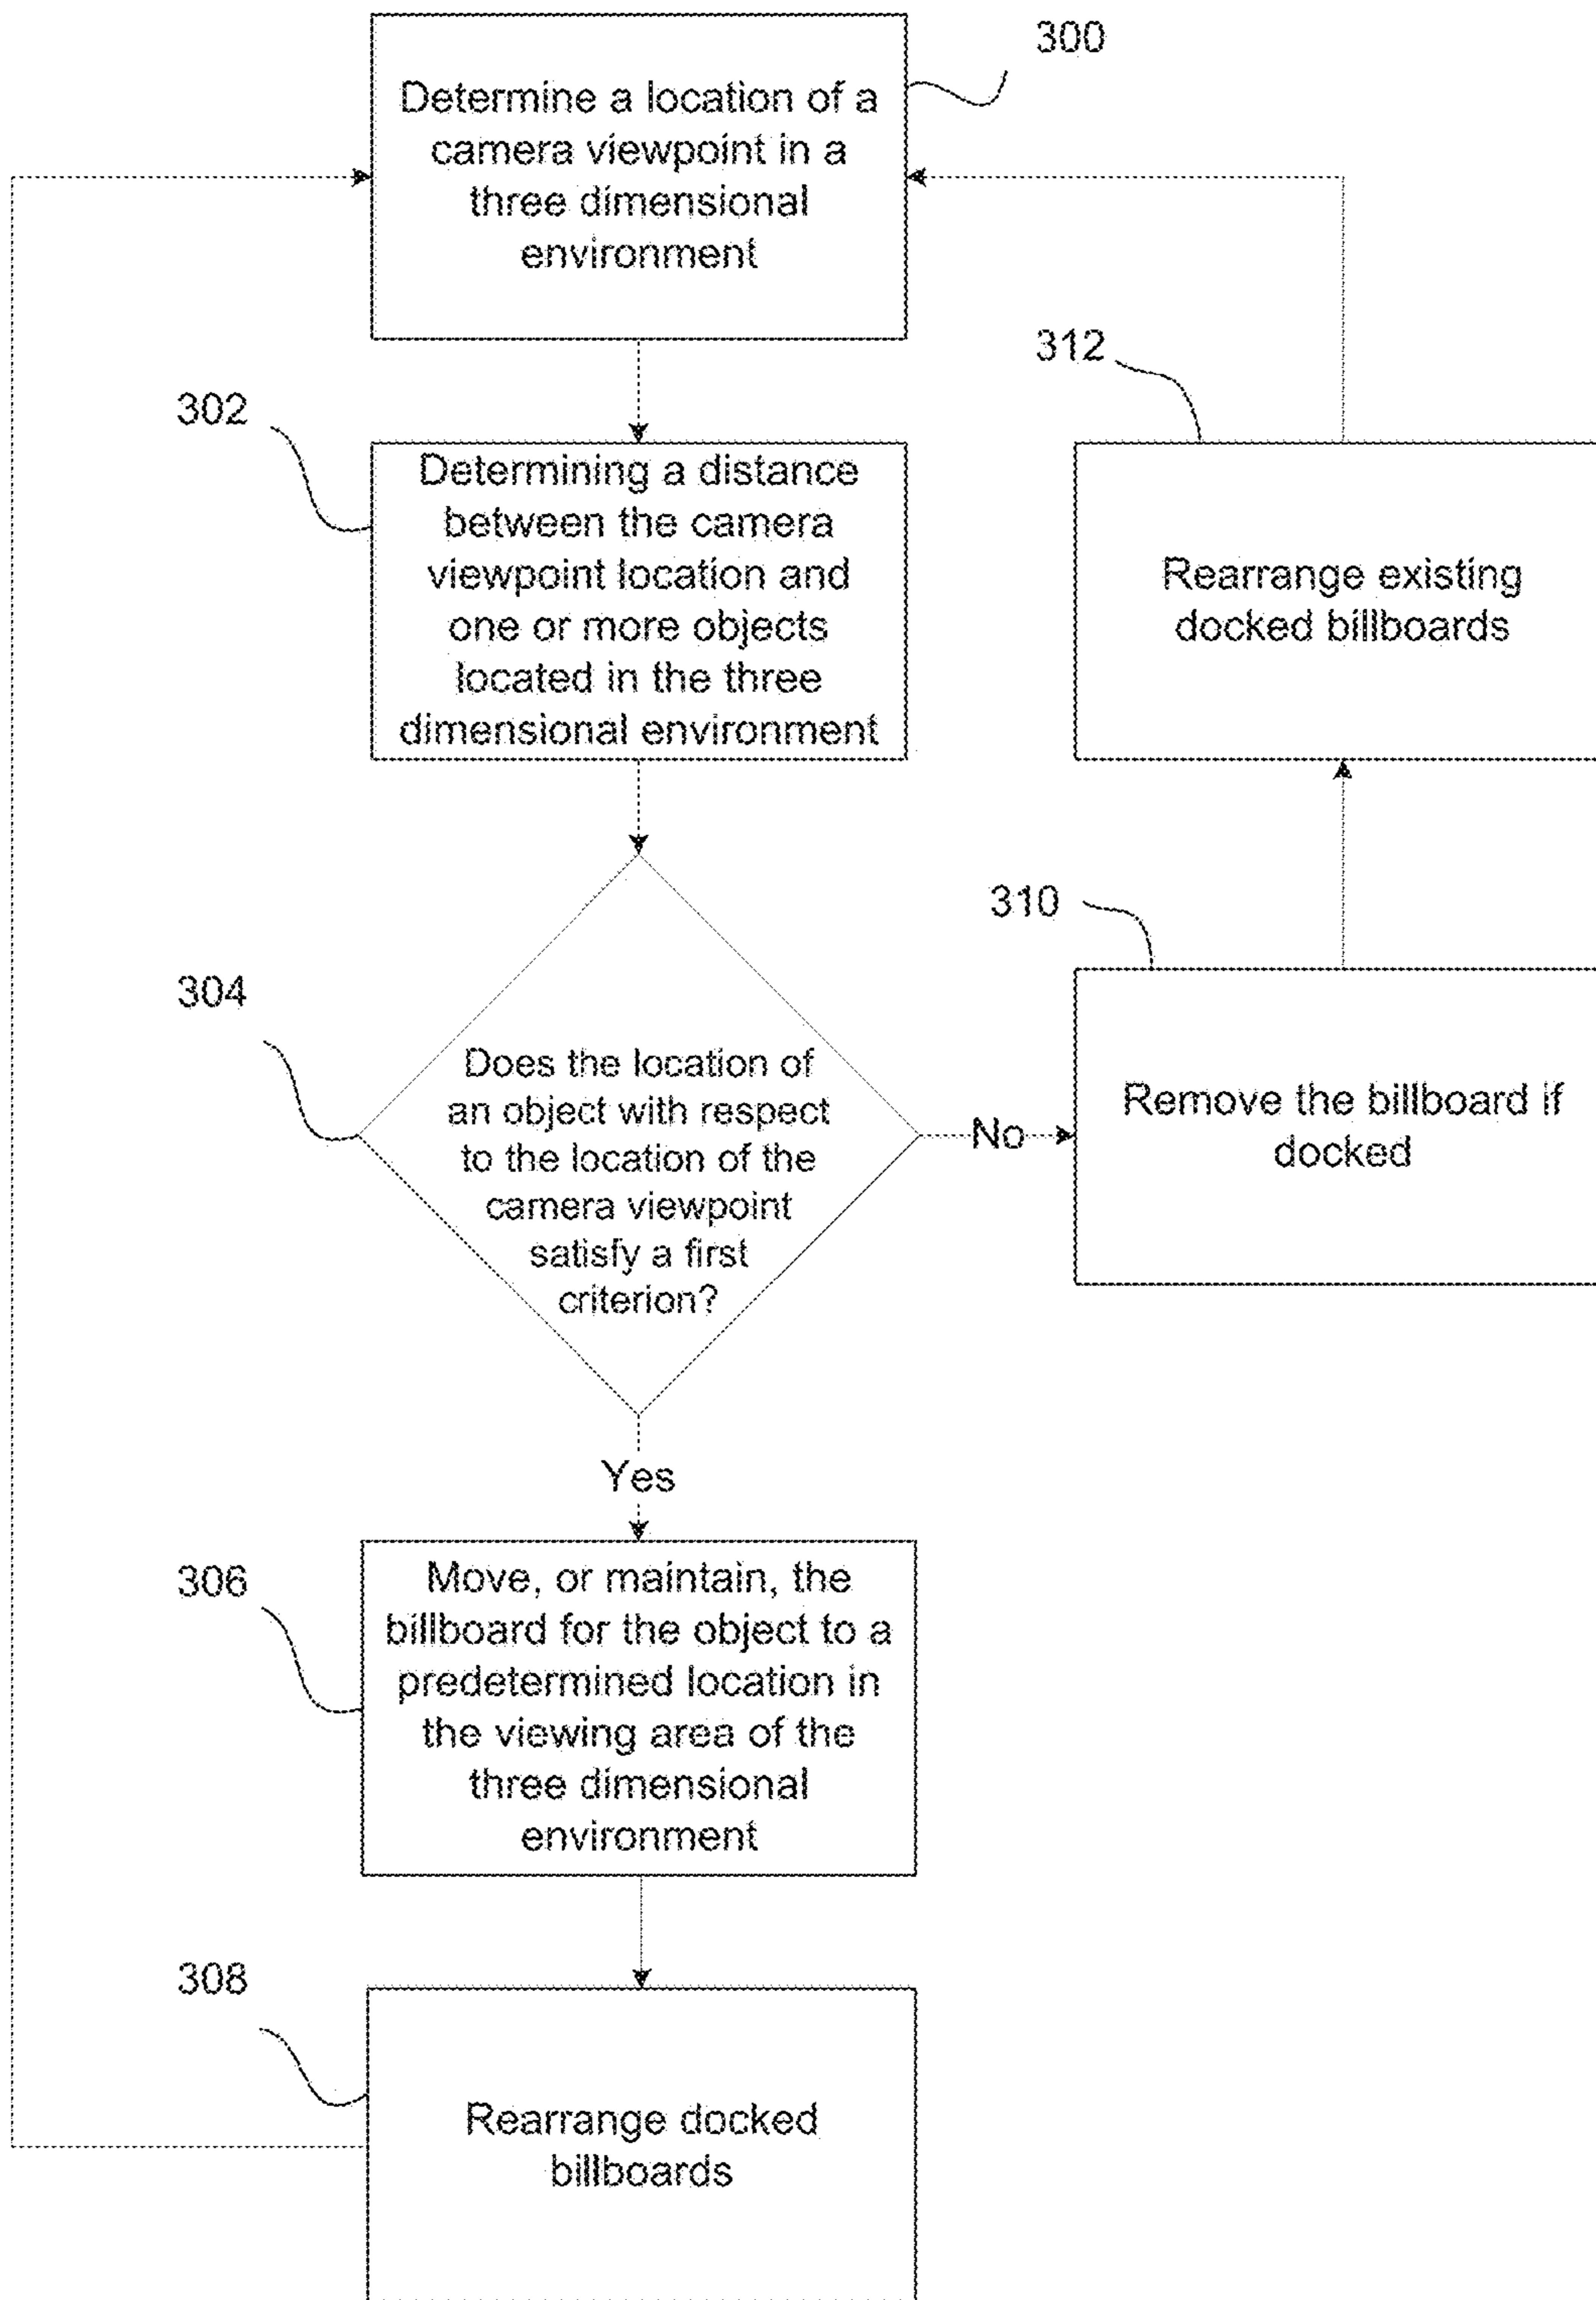 300
Determine a location of a
camera viewpoint in a
three dimensional
environment
302
Determining a distance
between the camera
viewpoint location and
one or more objects
located in the three
dimensional environment
312
Rearrange existing
docked billboards
304
Does the location of
an object with respect
to the location of the
camera viewpoint
satisfy a first
criterion?
No
310
Remove the billboard if
docked
Yes
306
Move, or maintain, the
billboard for the object to a
predetermined location in
the viewing area of the
three dimensional
environment
308
Rearrange docked
billboards